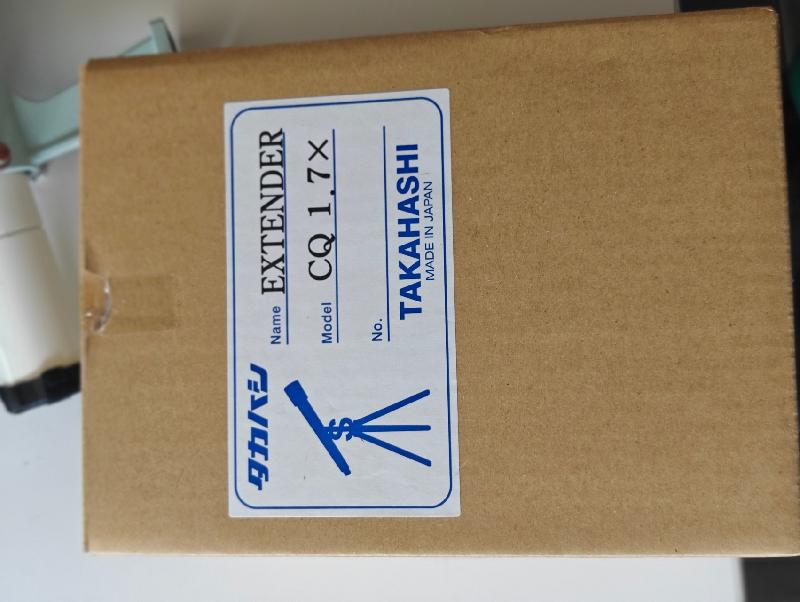 タカハシ
Name EXTENDER
Model CQ 1.7×
No.
TAKAHASHI
MADE IN JAPAN